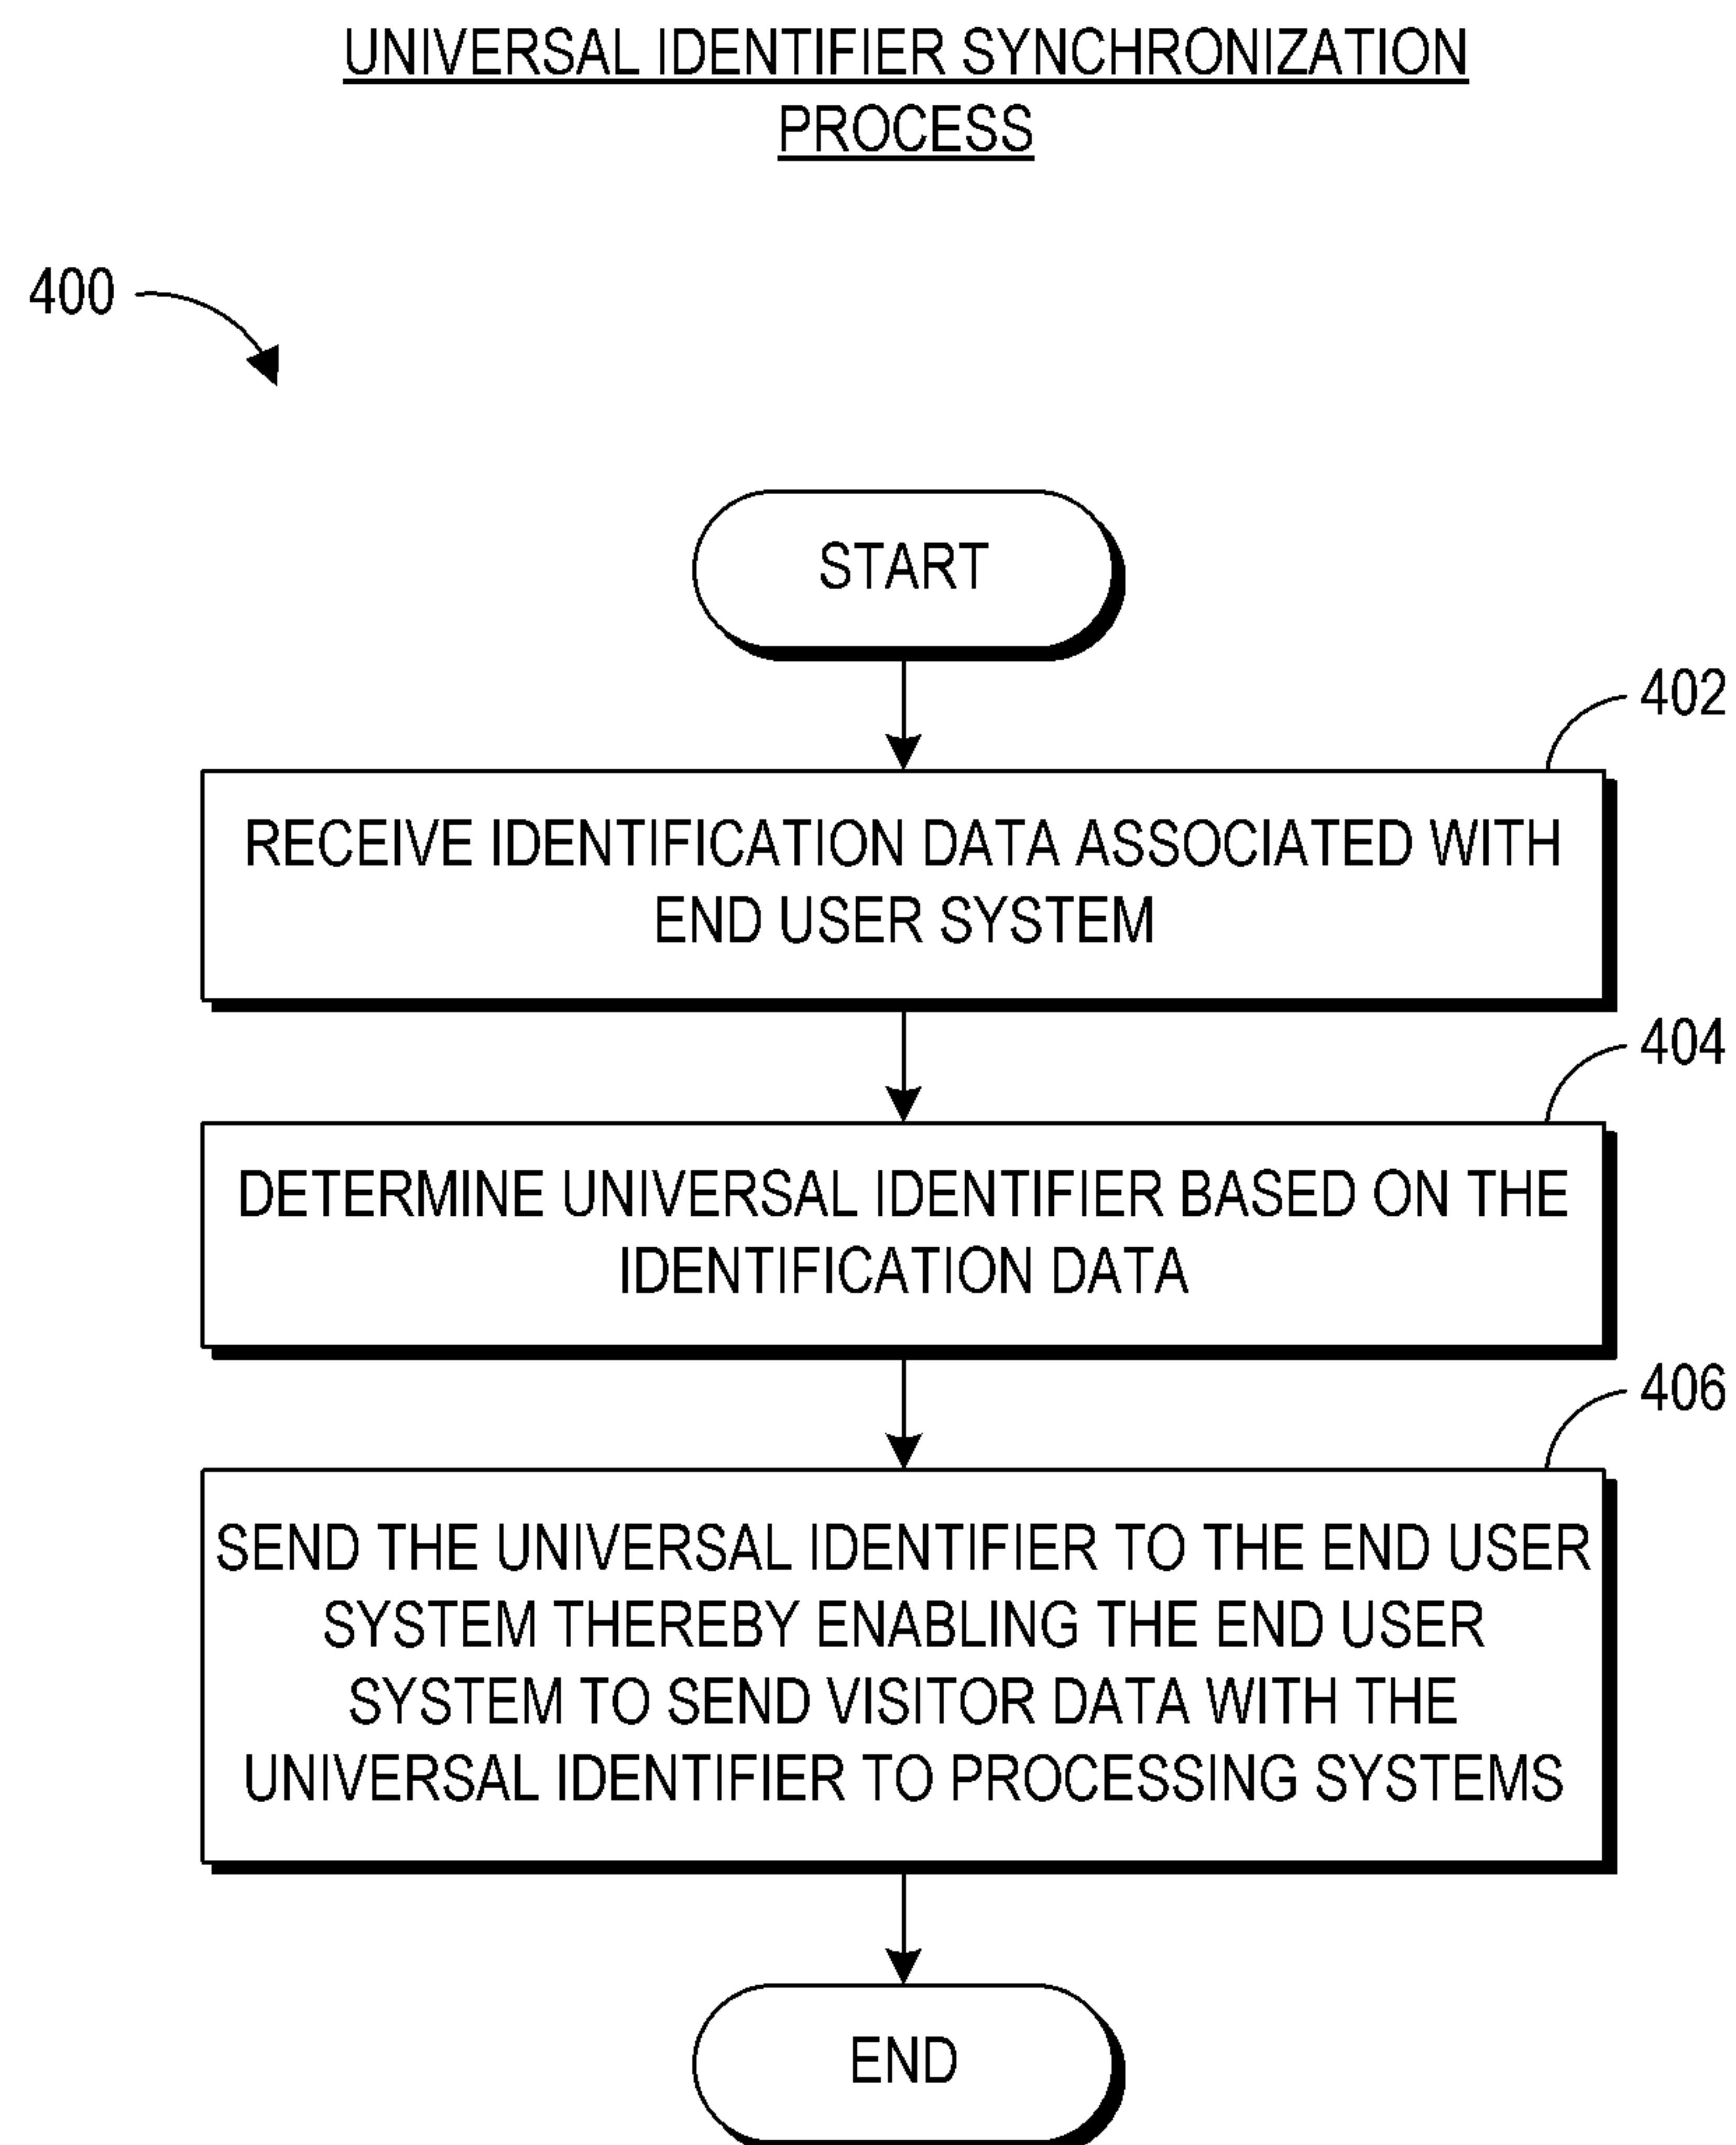 UNIVERSAL IDENTIFIER SYNCHRONIZATION
PROCESS
400
START
402
RECEIVE IDENTIFICATION DATA ASSOCIATED WITH
END USER SYSTEM
404
DETERMINE UNIVERSAL IDENTIFIER BASED ON THE
IDENTIFICATION DATA
406
SEND THE UNIVERSAL IDENTIFIER TO THE END USER
SYSTEM THEREBY ENABLING THE END USER
SYSTEM TO SEND VISITOR DATA WITH THE
UNIVERSAL IDENTIFIER TO PROCESSING SYSTEMS
END